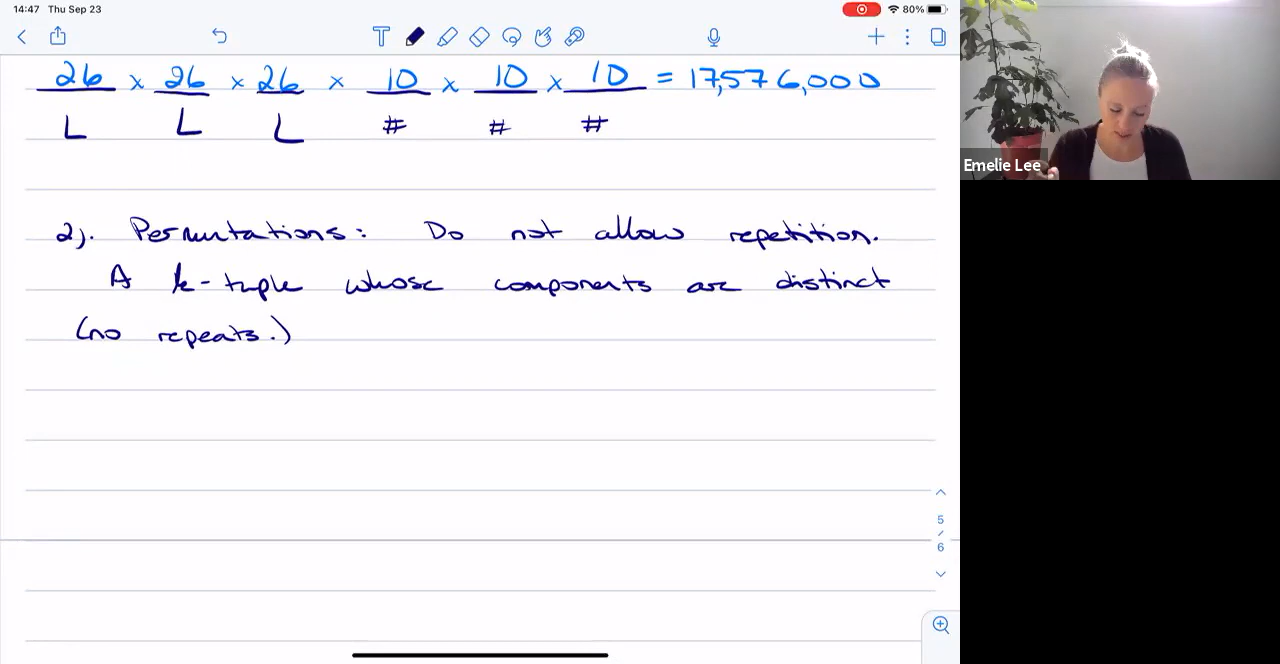 14:47 Thu Sep 23
80%
26 × 26 × 26 × 10 × 10 × 10 = 17,576,000
L L L # # #
Emelie Lee
2). Permutations: Do not allow repetition.
A k-tuple whose components are distinct
(no repeats.)
5
/
6